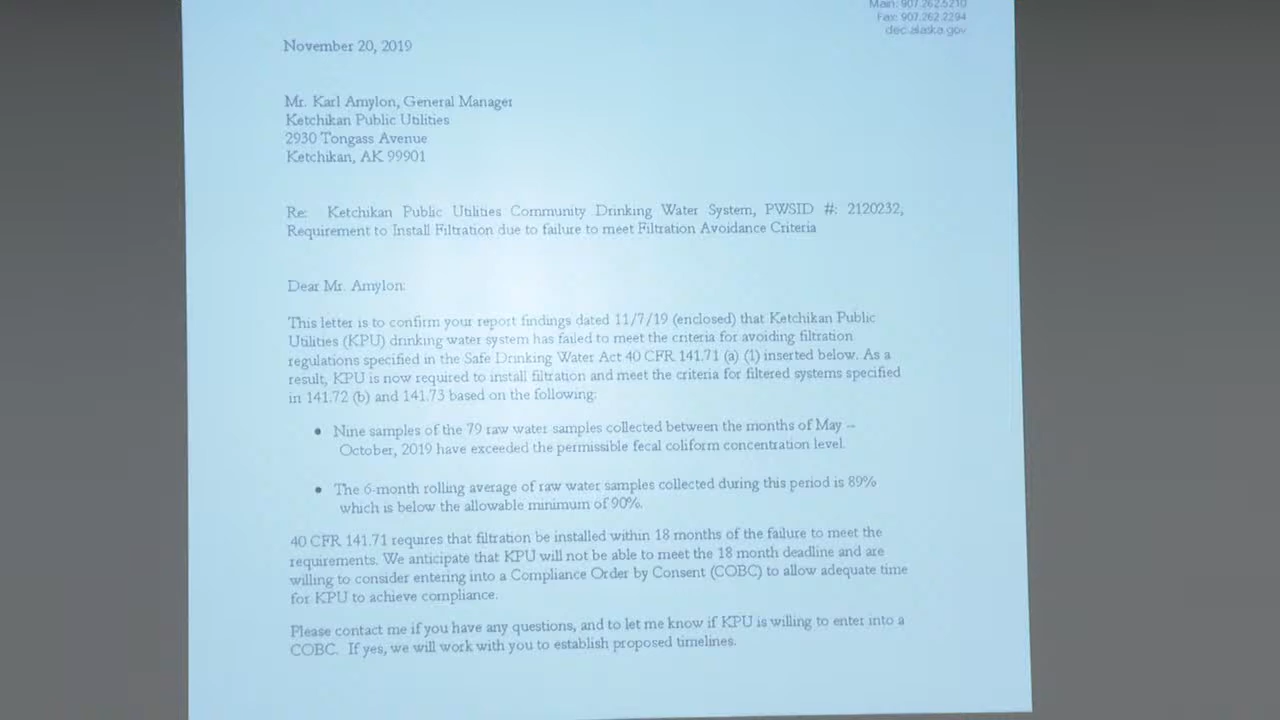 Main: 907.262.5210
Fax: 907.262.2294
dec.alaska.gov
November 20, 2019
Mr. Karl Amylon, General Manager
Ketchikan Public Utilities
2930 Tongass Avenue
Ketchikan, AK 99901
Re: Ketchikan Public Utilities Community Drinking Water System, PWSID #: 2120232,
Requirement to Install Filtration due to failure to meet Filtration Avoidance Criteria
Dear Mr. Amylon:
This letter is to confirm your report findings dated 11/7/19 (enclosed) that Ketchikan Public
Utilities (KPU) drinking water system has failed to meet the criteria for avoiding filtration
regulations specified in the Safe Drinking Water Act 40 CFR 141.71 (a) (1) inserted below. As a
result, KPU is now required to install filtration and meet the criteria for filtered systems specified
in 141.72 (b) and 141.73 based on the following:
• Nine samples of the 79 raw water samples collected between the months of May –
October, 2019 have exceeded the permissible fecal coliform concentration level.
• The 6-month rolling average of raw water samples collected during this period is 89%
which is below the allowable minimum of 90%.
40 CFR 141.71 requires that filtration be installed within 18 months of the failure to meet the
requirements. We anticipate that KPU will not be able to meet the 18 month deadline and are
willing to consider entering into a Compliance Order by Consent (COBC) to allow adequate time
for KPU to achieve compliance.
Please contact me if you have any questions, and to let me know if KPU is willing to enter into a
COBC. If yes, we will work with you to establish proposed timelines.